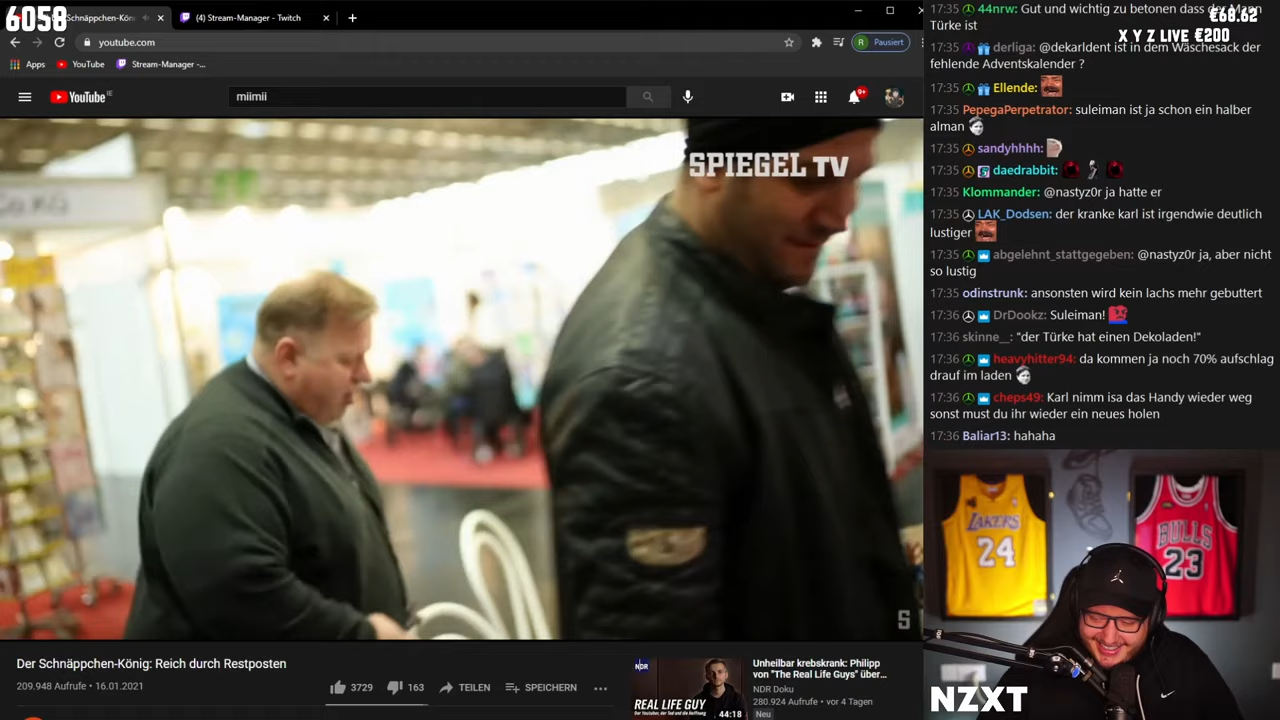 6058
Schnäppchen-Kön
(4) Stream-Manager - Twitch
youtube.com
Pausiert
Apps
YouTube
Stream-Manager -...
YouTube IE
miimii
9+
SPIEGEL TV
S
Der Schnäppchen-König: Reich durch Restposten
209.948 Aufrufe • 16.01.2021
3729
163
TEILEN
SPEICHERN
NDR
REAL LIFE GUY
44:18
Unheilbar krebskrank: Philipp
von "The Real Life Guys" über...
NDR Doku
280.924 Aufrufe • vor 4 Tagen
Neu
€68.62
X Y Z LIVE €200
17:35 44nrw: Gut und wichtig zu betonen dass der Mann
Türke ist
17:35 derliga: @dekarldent ist in dem Wäschesack der
fehlende Adventskalender ?
17:35 Ellende:
PepegaPerpetrator: suleiman ist ja schon ein halber
alman
17:35 sandyhhhh:
17:35 daedrabbit:
17:35 Klommander: @nastyz0r ja hatte er
17:35 LAK_Dodsen: der kranke karl ist irgendwie deutlich
lustiger
17:35 abgelehnt_stattgegeben: @nastyz0r ja, aber nicht
so lustig
17:35 odinstrunk: ansonsten wird kein lachs mehr gebuttert
17:36 DrDookz: Suleiman!
17:36 skinne__: "der Türke hat einen Dekoladen!"
17:36 heavyhitter94: da kommen ja noch 70% aufschlag
drauf im laden
17:36 cheps49: Karl nimm isa das Handy wieder weg
sonst must du ihr wieder ein neues holen
17:36 Baliar13: hahaha
LAKERS
24
BULLS
23
NZXT